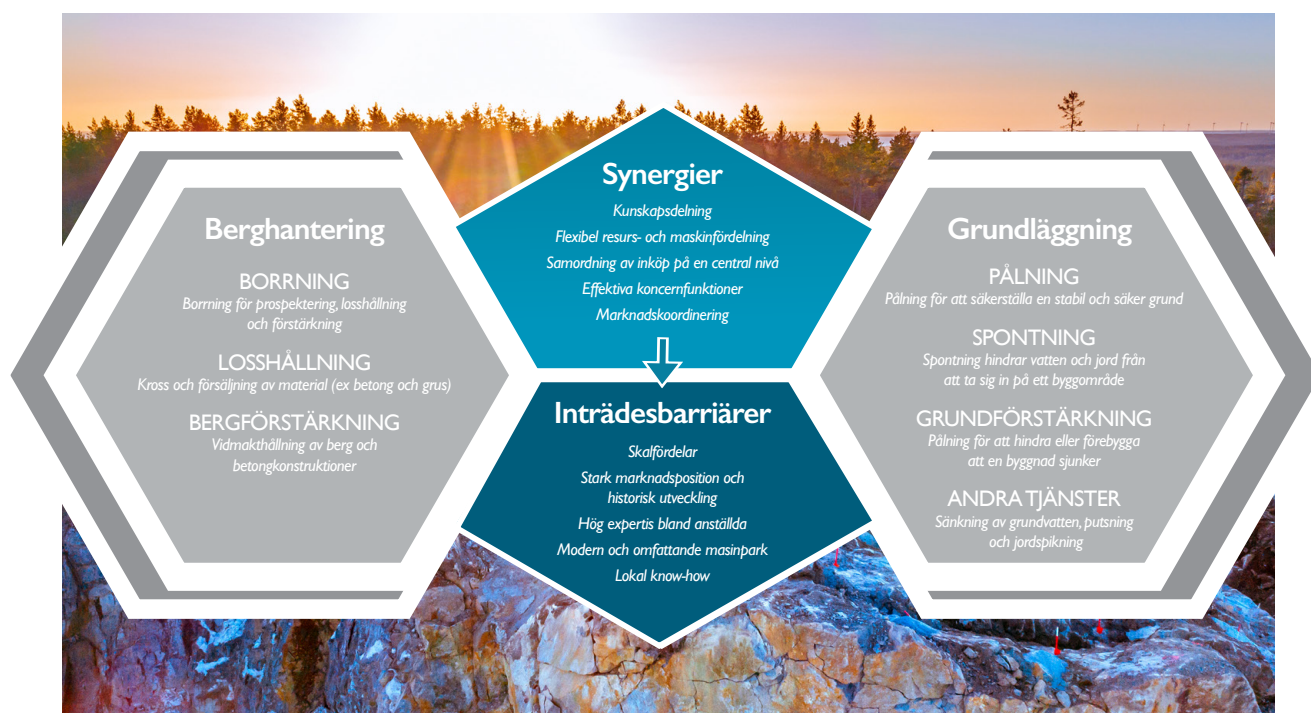 Berghantering
BORRNING
Borrning för prospektering, losshållning
och förstärkning
LOSSHÅLLNING
Kross och försäljning av material (ex betong och grus)
BERGFÖRSTÄRKNING
Vidmakthållning av berg och
betongkonstruktioner
Synergier
Kunskapsdelning
Flexibel resurs- och maskinfördelning
Samordning av inköp på en central nivå
Effektiva koncernfunktioner
Marknadskoordinering
Inträdesbarriärer
Skalfördelar
Stark marknadsposition och
historisk utveckling
Hög expertis bland anställda
Modern och omfattande masinpark
Lokal know-how
Grundläggning
PÅLNING
Pålning för att säkerställa en stabil och säker grund
SPONTNING
Spontning hindrar vatten och jord från
att ta sig in på ett byggområde
GRUNDFÖRSTÄRKNING
Pålning för att hindra eller förebygga
att en byggnad sjunker
ANDRA TJÄNSTER
Sänkning av grundvatten, putsning
och jordspikning